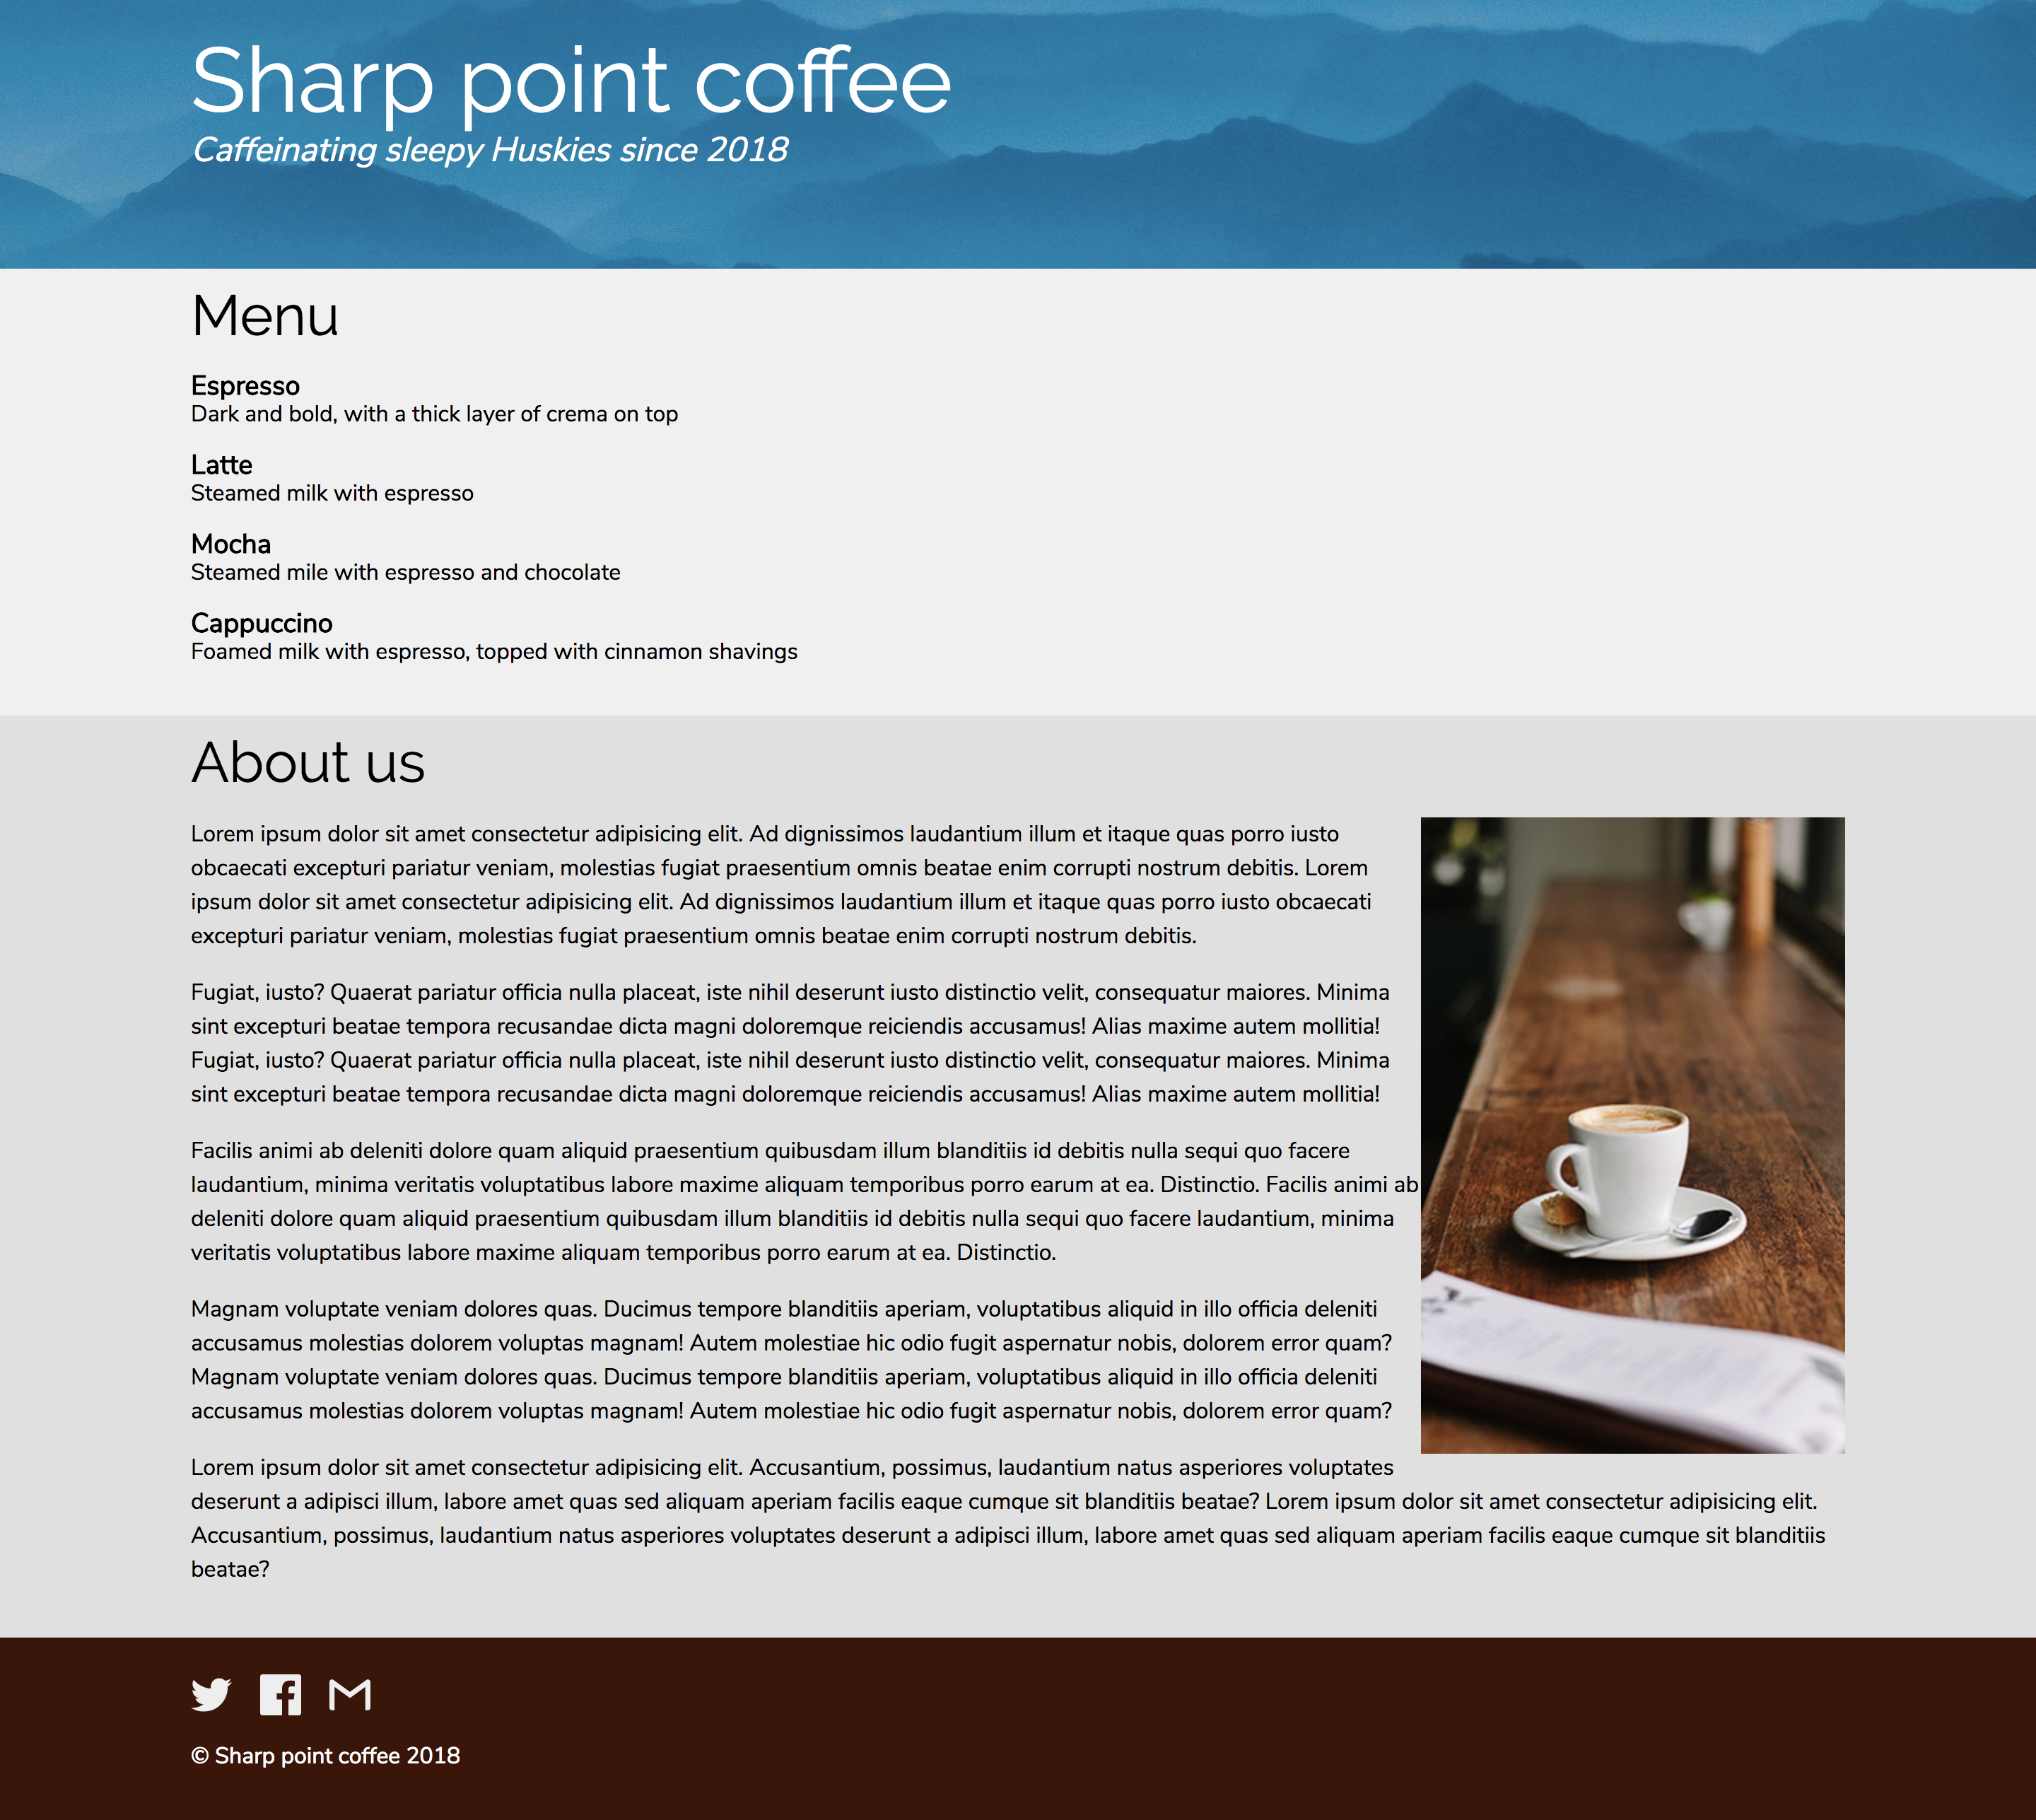 Sharp point coffee
Caffeinating sleepy Huskies since 2018
Menu
Espresso
Dark and bold, with a thick layer of crema on top
Latte
Steamed milk with espresso
Mocha
Steamed mile with espresso and chocolate
Cappuccino
Foamed milk with espresso, topped with cinnamon shavings
About us
Lorem ipsum dolor sit amet consectetur adipisicing elit. Ad dignissimos laudantium illum et itaque quas porro iusto
obcaecati excepturi pariatur veniam, molestias fugiat praesentium omnis beatae enim corrupti nostrum debitis. Lorem
ipsum dolor sit amet consectetur adipisicing elit. Ad dignissimos laudantium illum et itaque quas porro iusto obcaecati
excepturi pariatur veniam, molestias fugiat praesentium omnis beatae enim corrupti nostrum debitis.
Fugiat, iusto? Quaerat pariatur officia nulla placeat, iste nihil deserunt iusto distinctio velit, consequatur maiores. Minima
sint excepturi beatae tempora recusandae dicta magni doloremque reiciendis accusamus! Alias maxime autem mollitia!
Fugiat, iusto? Quaerat pariatur officia nulla placeat, iste nihil deserunt iusto distinctio velit, consequatur maiores. Minima
sint excepturi beatae tempora recusandae dicta magni doloremque reiciendis accusamus! Alias maxime autem mollitia!
Facilis animi ab deleniti dolore quam aliquid praesentium quibusdam illum blanditiis id debitis nulla sequi quo facere
laudantium, minima veritatis voluptatibus labore maxime aliquam temporibus porro earum at ea. Distinctio. Facilis animi ab
deleniti dolore quam aliquid praesentium quibusdam illum blanditiis id debitis nulla sequi quo facere laudantium, minima
veritatis voluptatibus labore maxime aliquam temporibus porro earum at ea. Distinctio.
Magnam voluptate veniam dolores quas. Ducimus tempore blanditiis aperiam, voluptatibus aliquid in illo officia deleniti
accusamus molestias dolorem voluptas magnam! Autem molestiae hic odio fugit aspernatur nobis, dolorem error quam?
Magnam voluptate veniam dolores quas. Ducimus tempore blanditiis aperiam, voluptatibus aliquid in illo officia deleniti
accusamus molestias dolorem voluptas magnam! Autem molestiae hic odio fugit aspernatur nobis, dolorem error quam?
Lorem ipsum dolor sit amet consectetur adipisicing elit. Accusantium, possimus, laudantium natus asperiores voluptates
deserunt a adipisci illum, labore amet quas sed aliquam aperiam facilis eaque cumque sit blanditiis beatae? Lorem ipsum dolor sit amet consectetur adipisicing elit.
Accusantium, possimus, laudantium natus asperiores voluptates deserunt a adipisci illum, labore amet quas sed aliquam aperiam facilis eaque cumque sit blanditiis
beatae?
© Sharp point coffee 2018